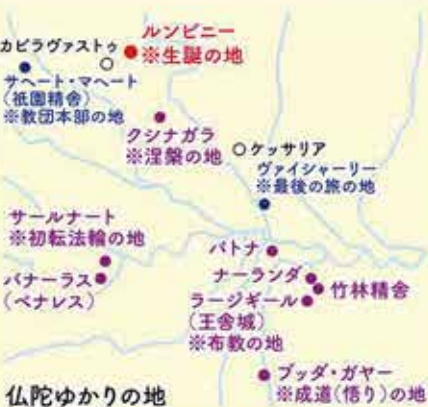 ルンビニー
※生誕の地
カピラヴァストゥ
サヘート・マヘート
(祇園精舎)
※教団本部の地
クシナガラ
※涅槃の地
ケッサリア
ヴァイシャーリー
※最後の旅の地
サールナート
※初転法輪の地
バナーラス
(ベナレス)
パトナ
ナーランダ
竹林精舎
ラージギール
(王舎城)
※布教の地
ブッダ・ガヤー
※成道(悟り)の地
仏陀ゆかりの地